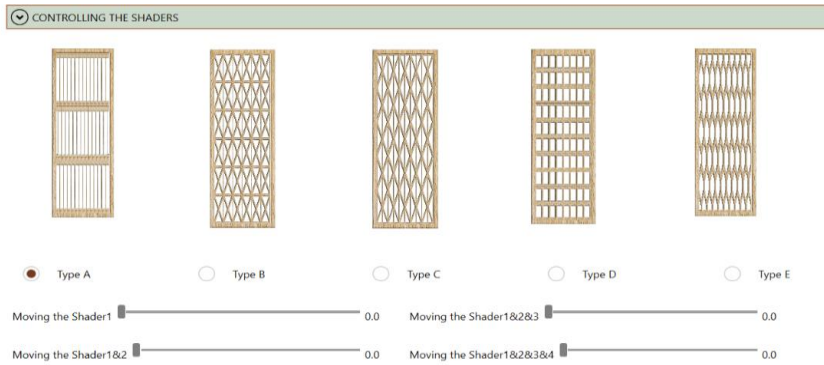 CONTROLLING THE SHADERS
Type A Type B Type C Type D Type E
Moving the Shader1 0.0 Moving the Shader1&2&3 0.0
Moving the Shader1&2 0.0 Moving the Shader1&2&3&4 0.0